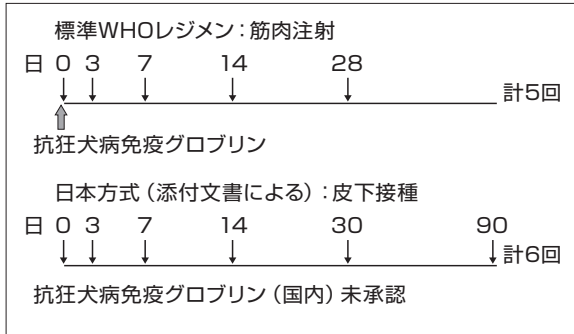 標準WHOレジメン:筋肉注射
日 0 3 7 14 28
計5回
抗狂犬病免疫グロブリン
日本方式(添付文書による):皮下接種
日 0 3 7 14 30 90
計6回
抗狂犬病免疫グロブリン(国内)未承認